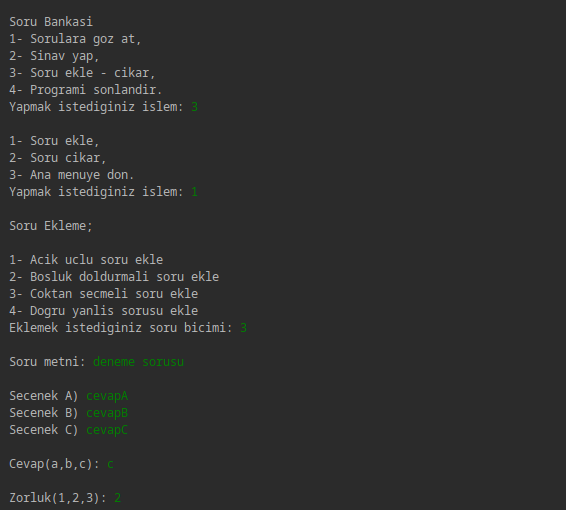 Soru Bankasi
1- Sorulara goz at,
2- Sinav yap,
3- Soru ekle - cikar,
4- Programi sonlandir.
Yapmak istediginiz islem: 3
1- Soru ekle,
2- Soru cikar,
3- Ana menuye don.
Yapmak istediginiz islem: 1
Soru Ekleme;
1- Acik uclu soru ekle
2- Bosluk doldurmali soru ekle
3- Coktan secmeli soru ekle
4- Dogru yanlis sorusu ekle
Eklemek istediginiz soru bicimi: 3
Soru metni: deneme sorusu
Secenek A) cevapA
Secenek B) cevapB
Secenek C) cevapC
Cevap(a,b,c): c
Zorluk(1,2,3): 2